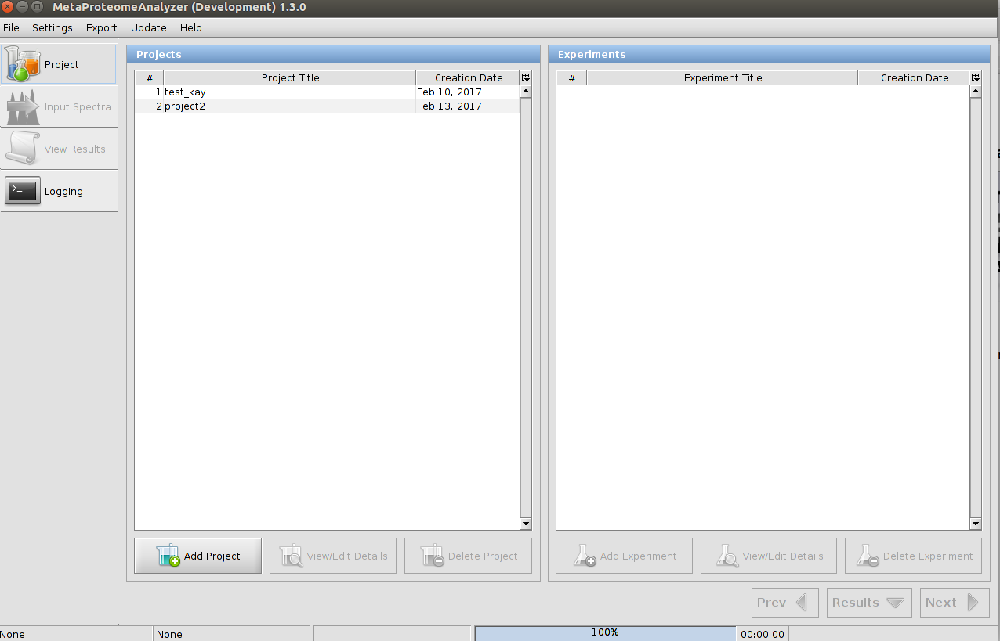 MetaProteomeAnalyzer (Development) 1.3.0
File Settings Export Update Help
Project
Input Spectra
View Results
>_
Logging
Projects
# Project Title Creation Date
1 test_kay Feb 10, 2017
2 project2 Feb 13, 2017
Add Project View/Edit Details Delete Project
Experiments
# Experiment Title Creation Date
Add Experiment View/Edit Details Delete Experiment
Prev Results Next
None None 100% 00:00:00